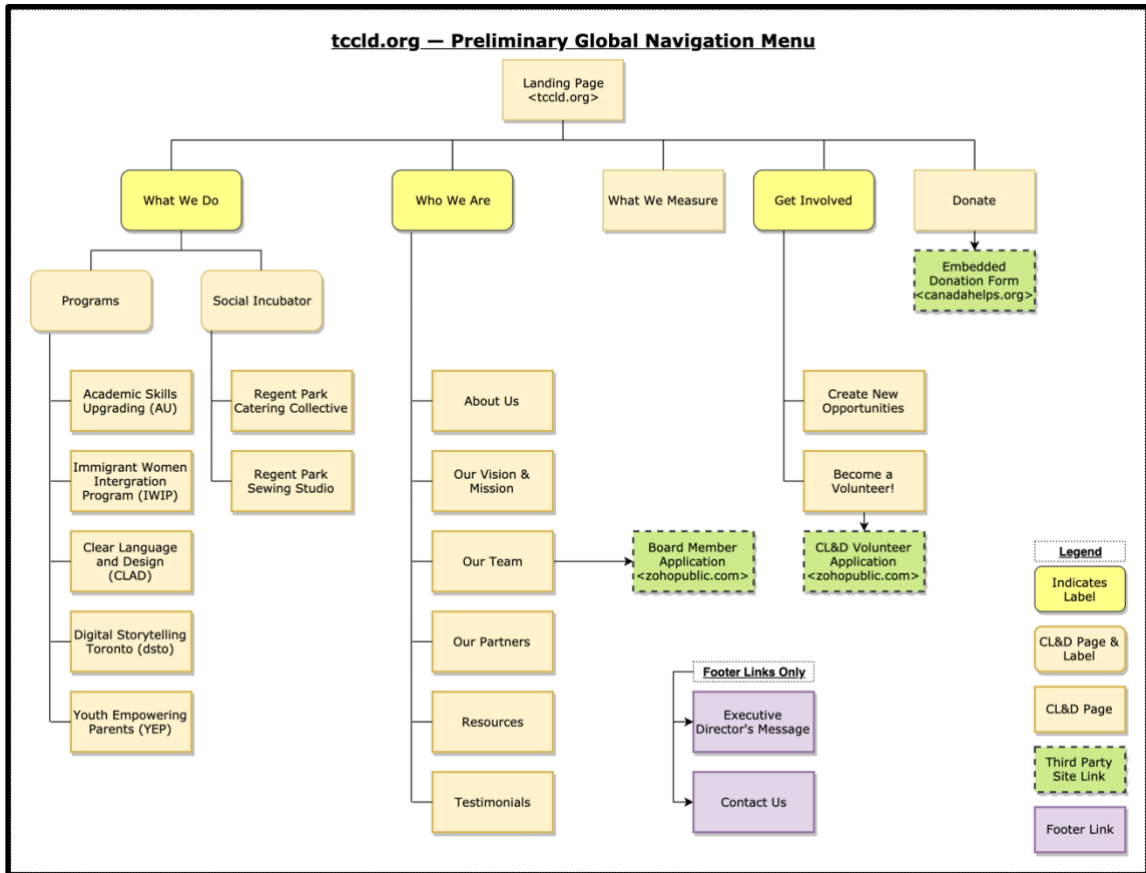 tccld.org — Preliminary Global Navigation Menu
Landing Page
<tccld.org>
What We Do
Who We Are
What We Measure
Get Involved
Donate
Embedded
Donation Form
<canadahelps.org>
Programs
Social Incubator
Academic Skills
Upgrading (AU)
Immigrant Women
Intergration
Program (IWIP)
Clear Language
and Design
(CLAD)
Digital Storytelling
Toronto (dsto)
Youth Empowering
Parents (YEP)
Regent Park
Catering Collective
Regent Park
Sewing Studio
About Us
Our Vision &
Mission
Our Team
Our Partners
Resources
Testimonials
Board Member
Application
<zohopublic.com>
Create New
Opportunities
Become a
Volunteer!
CL&D Volunteer
Application
<zohopublic.com>
Footer Links Only
Executive
Director's Message
Contact Us
Legend
Indicates
Label
CL&D Page &
Label
CL&D Page
Third Party
Site Link
Footer Link